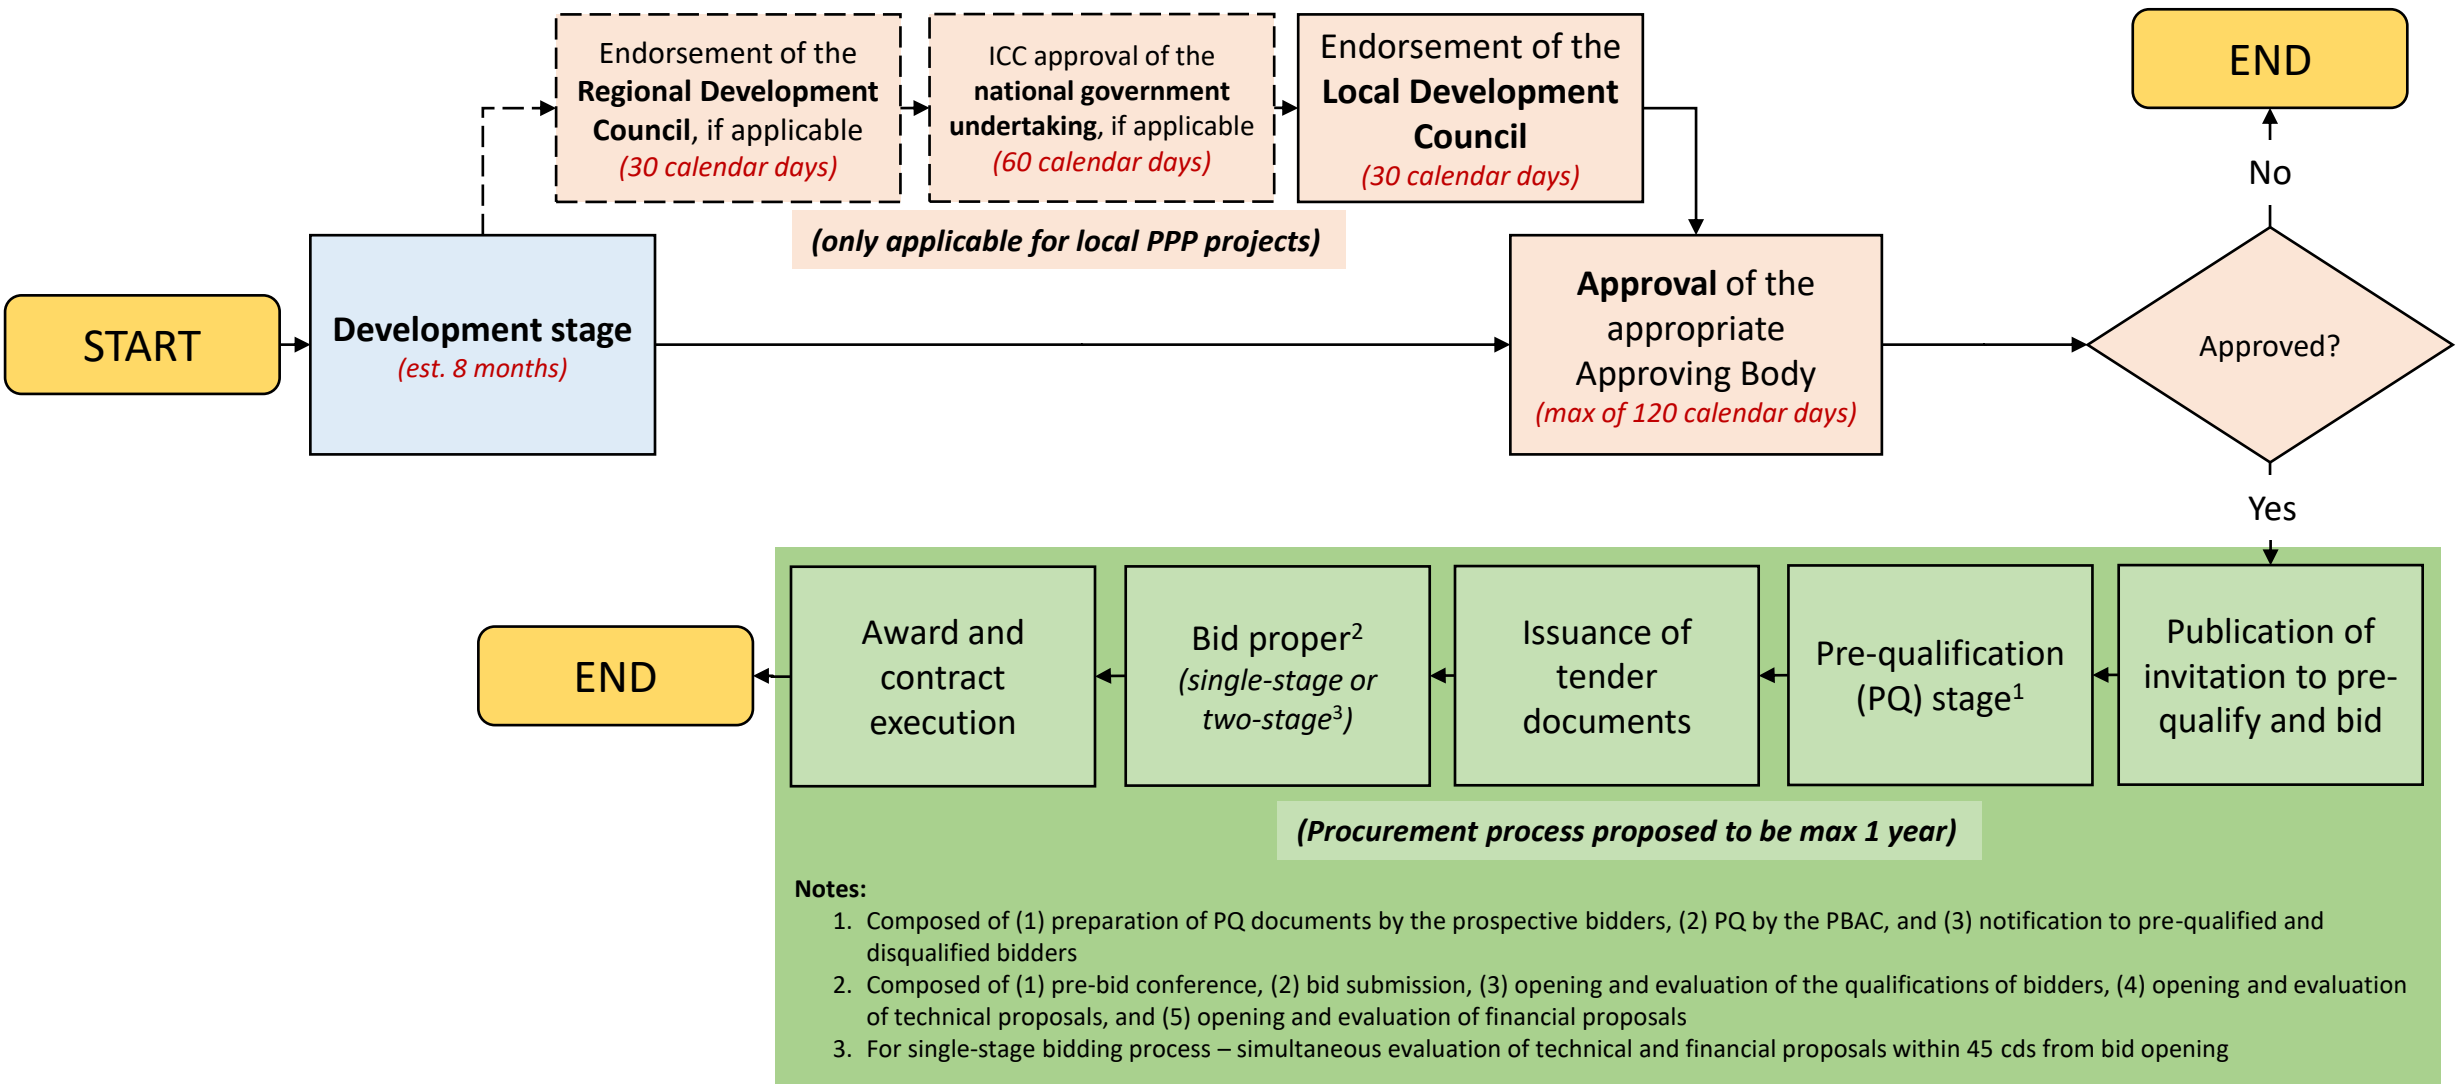 START
Development stage
(est. 8 months)
Endorsement of the
Regional Development
Council, if applicable
(30 calendar days)
ICC approval of the
national government
undertaking, if applicable
(60 calendar days)
Endorsement of the
Local Development
Council
(30 calendar days)
(only applicable for local PPP projects)
Approval of the
appropriate
Approving Body
(max of 120 calendar days)
Approved?
No
END
Yes
Publication of
invitation to pre-
qualify and bid
Pre-qualification
(PQ) stage¹
Issuance of
tender
documents
Bid proper²
(single-stage or
two-stage³)
Award and
contract
execution
END
(Procurement process proposed to be max 1 year)
Notes:
1. Composed of (1) preparation of PQ documents by the prospective bidders, (2) PQ by the PBAC, and (3) notification to pre-qualified and
disqualified bidders
2. Composed of (1) pre-bid conference, (2) bid submission, (3) opening and evaluation of the qualifications of bidders, (4) opening and evaluation
of technical proposals, and (5) opening and evaluation of financial proposals
3. For single-stage bidding process – simultaneous evaluation of technical and financial proposals within 45 cds from bid opening